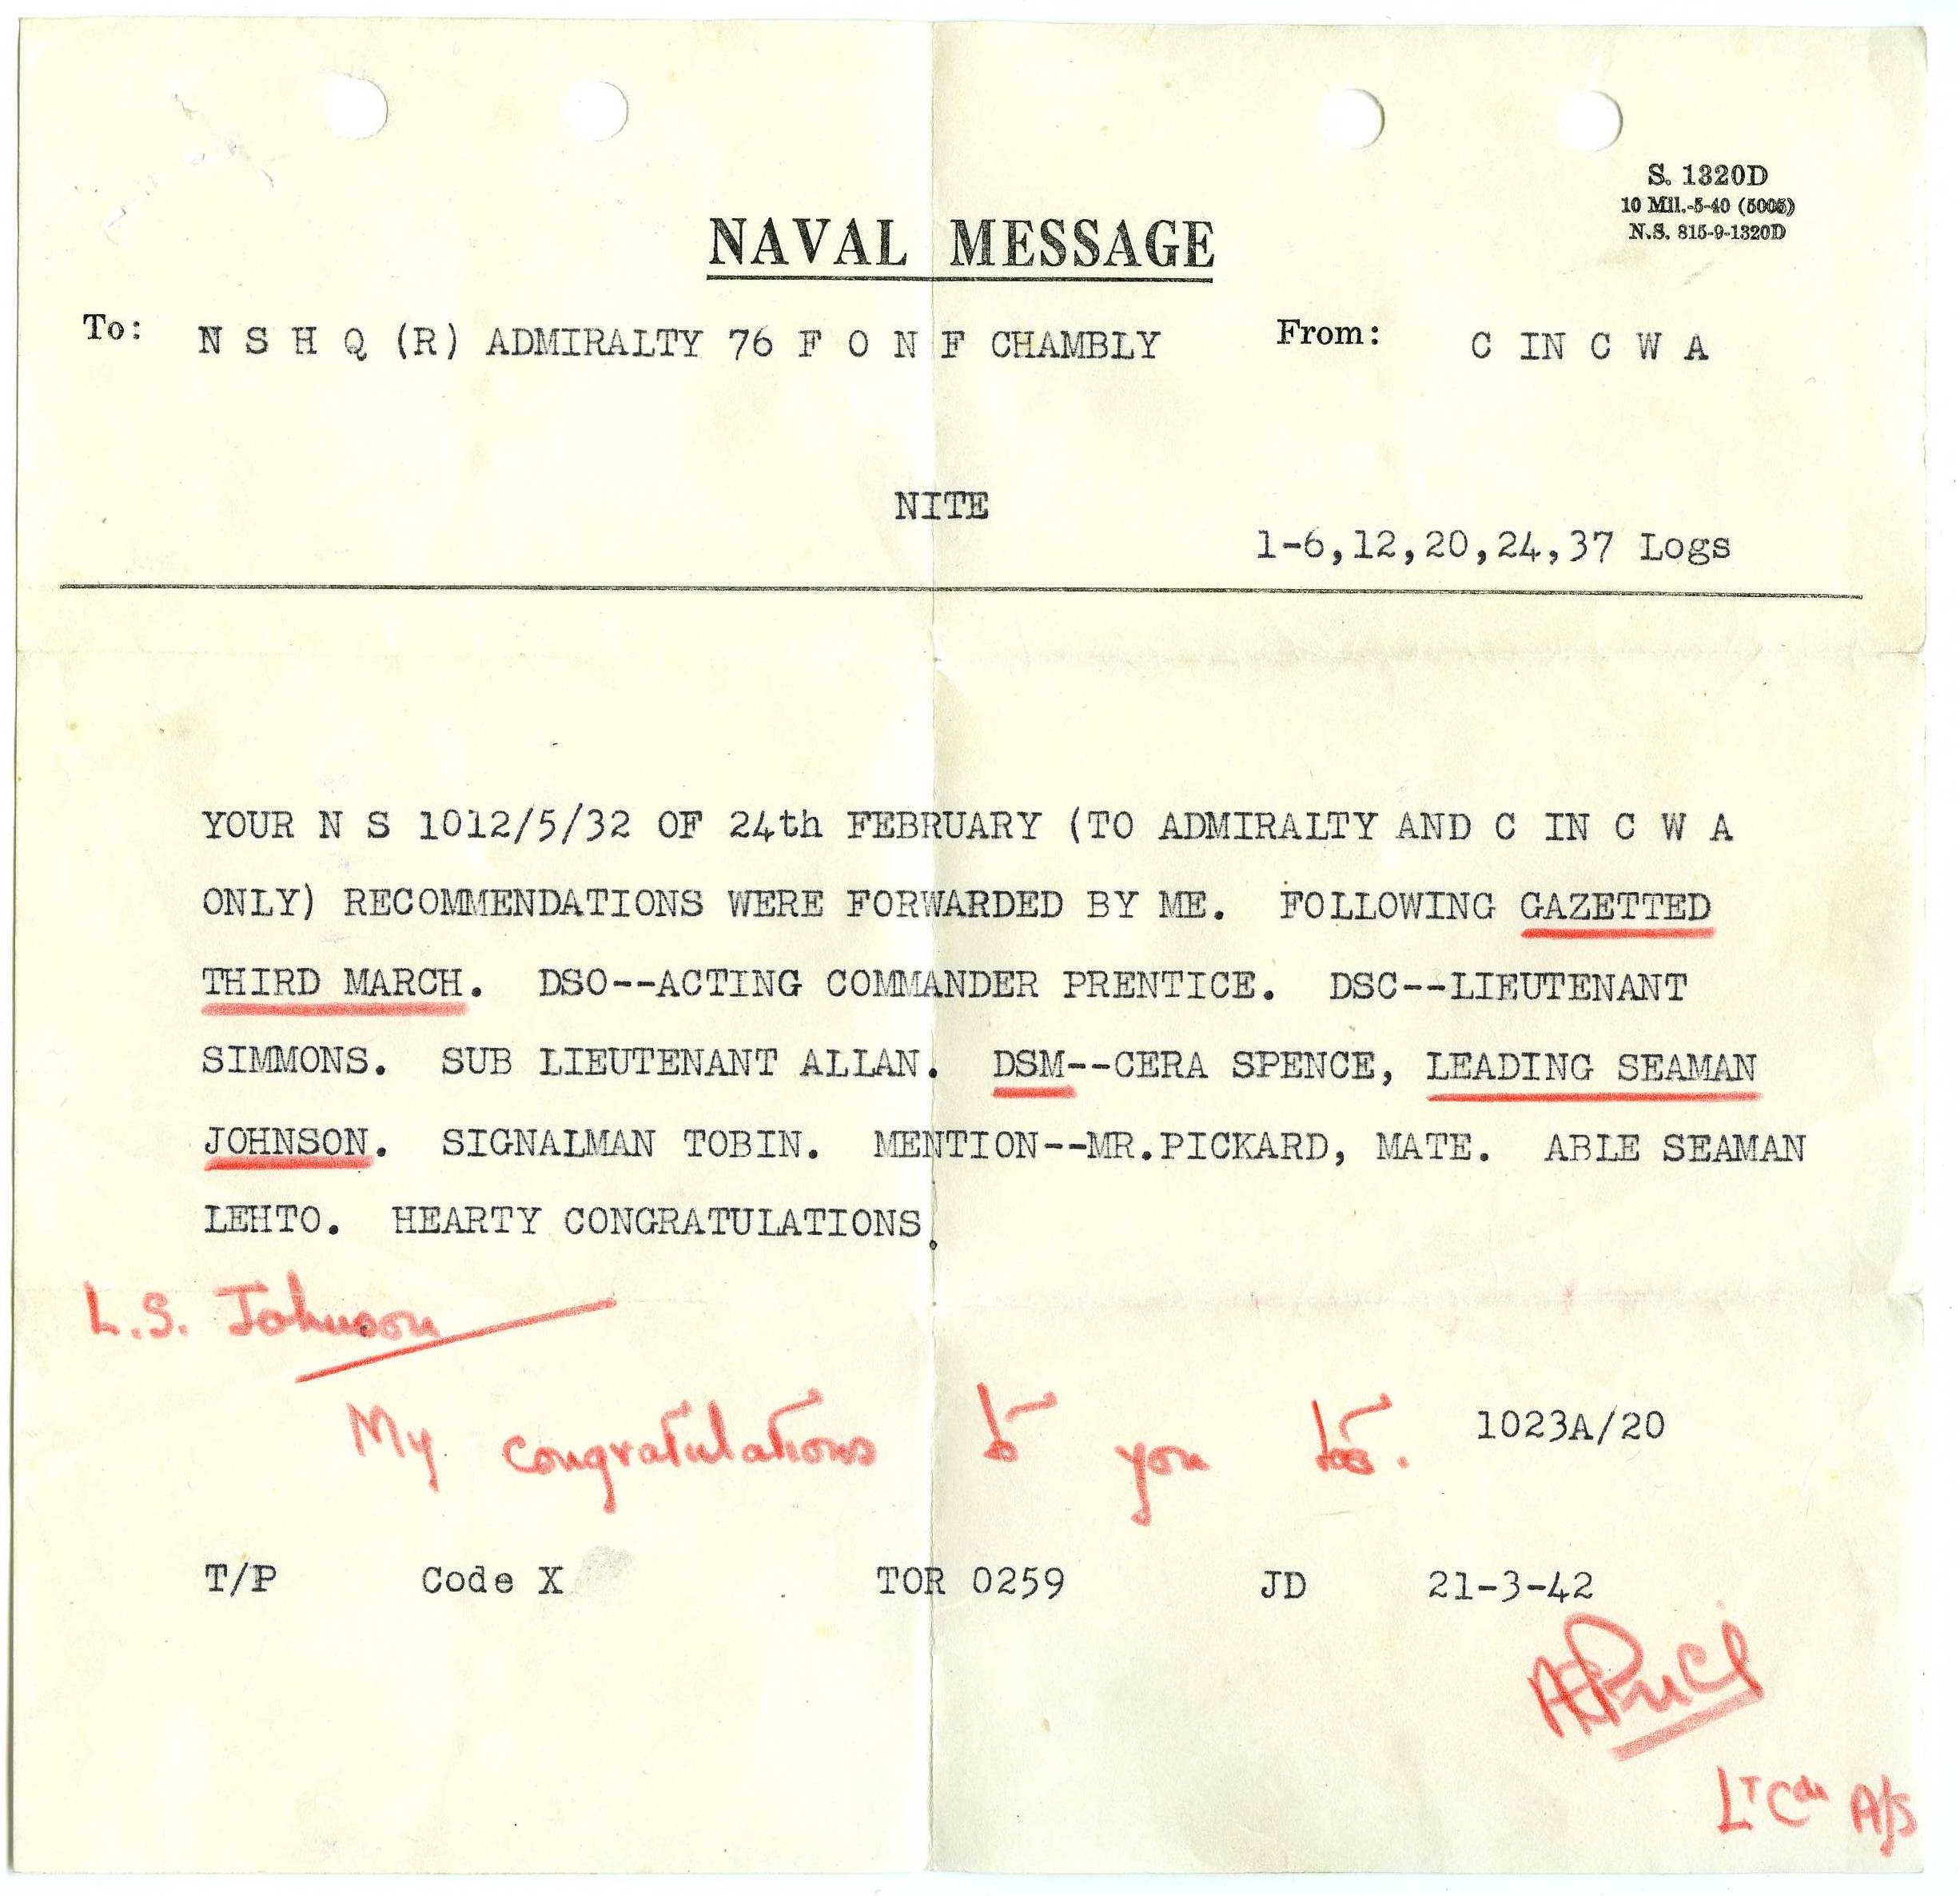 S. 1320D
10 Mil.-5-40 (5005)
N.S. 815-9-1320D
NAVAL MESSAGE
To: N S H Q (R) ADMIRALTY 76 F O N F CHAMBLY From: C IN C W A
NITE
1-6,12,20,24,37 Logs
YOUR N S 1012/5/32 OF 24th FEBRUARY (TO ADMIRALTY AND C IN C W A
ONLY) RECOMMENDATIONS WERE FORWARDED BY ME. FOLLOWING GAZETTED
THIRD MARCH. DSO--ACTING COMMANDER PRENTICE. DSC--LIEUTENANT
SIMMONS. SUB LIEUTENANT ALLAN. DSM--CERA SPENCE, LEADING SEAMAN
JOHNSON. SIGNALMAN TOBIN. MENTION--MR.PICKARD, MATE. ABLE SEAMAN
LEHTO. HEARTY CONGRATULATIONS.
L.S. Johnson
My congratulations to you too. 1023A/20
T/P Code X TOR 0259 JD 21-3-42
Lt Cdr A/S